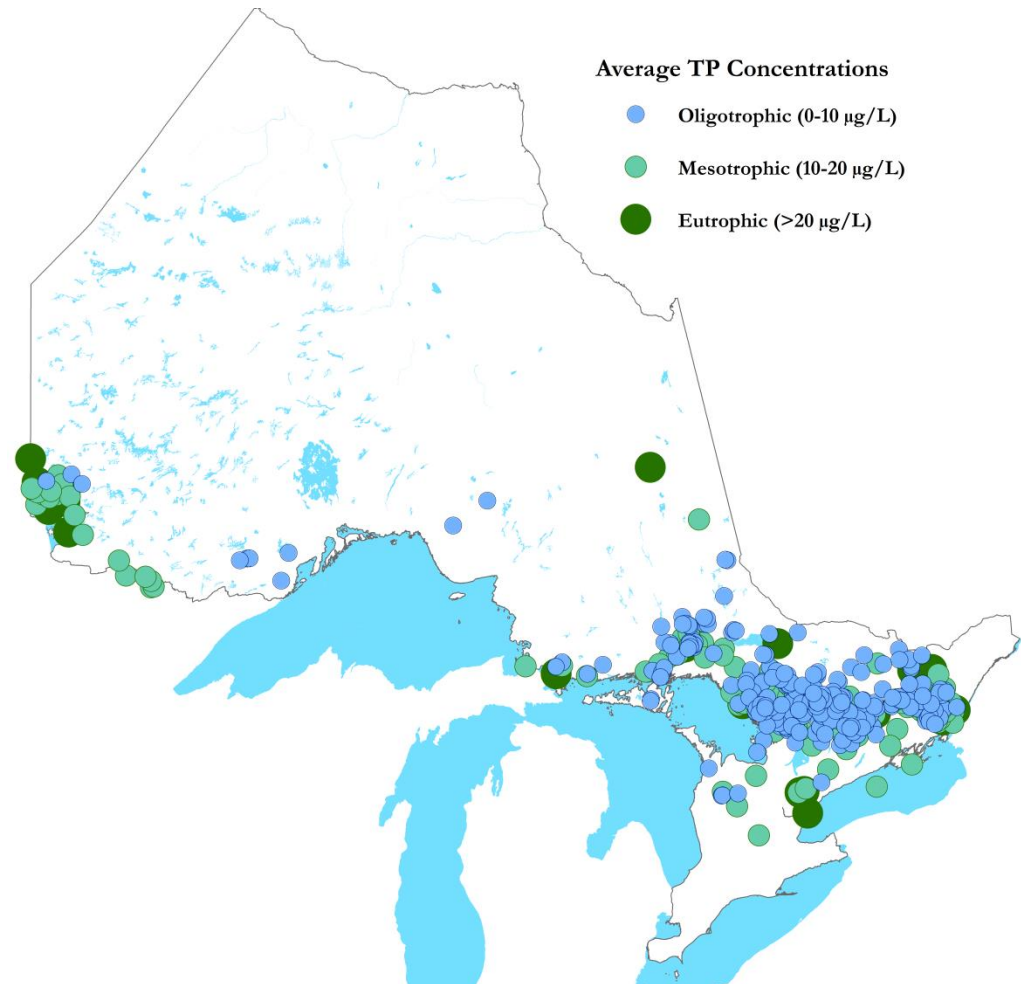 Average TP Concentrations
Oligotrophic (0-10 µg/L)
Mesotrophic (10-20 µg/L)
Eutrophic (>20 µg/L)